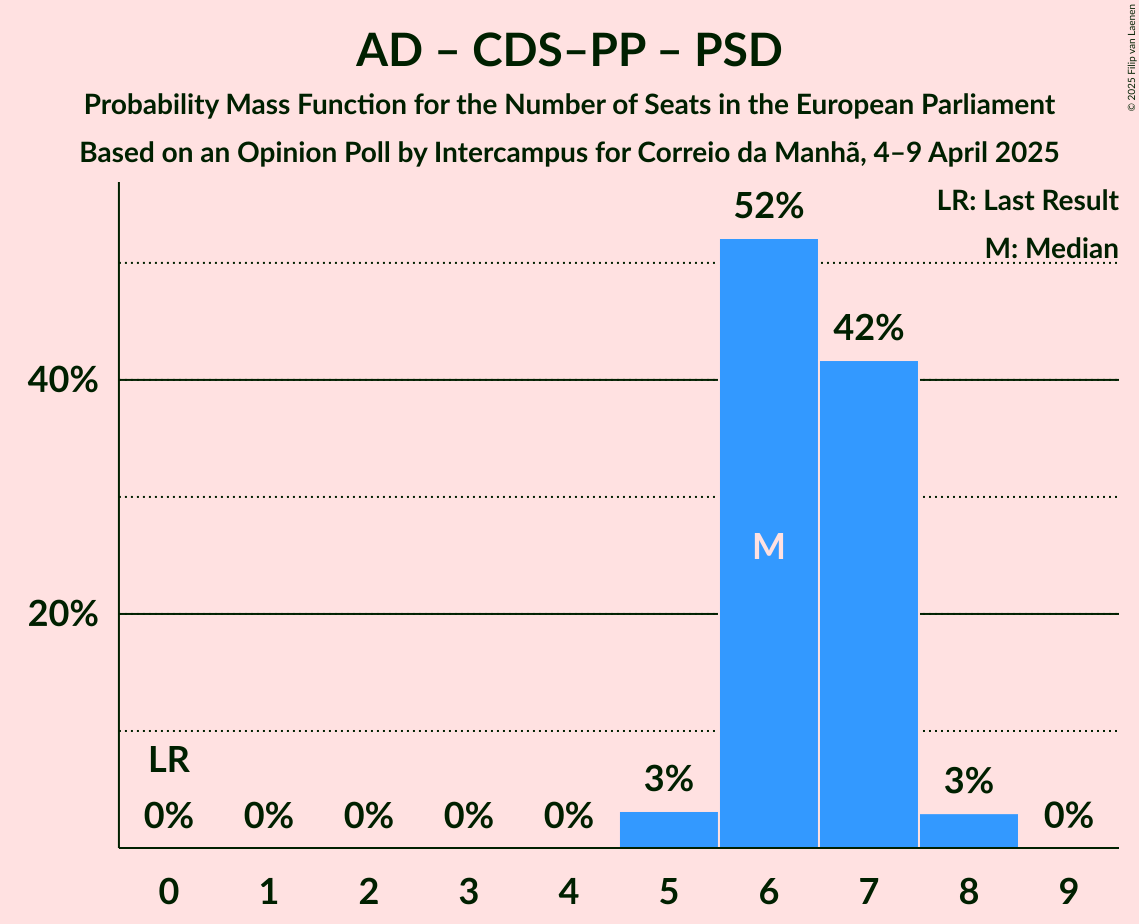 AD – CDS–PP – PSD
Probability Mass Function for the Number of Seats in the European Parliament
Based on an Opinion Poll by Intercampus for Correio da Manhã, 4–9 April 2025
© 2025 Filip van Laenen
LR: Last Result
M: Median
52%
42%
40%
M
20%
LR
0% 0% 0% 0% 0% 3% 3% 0%
0 1 2 3 4 5 6 7 8 9